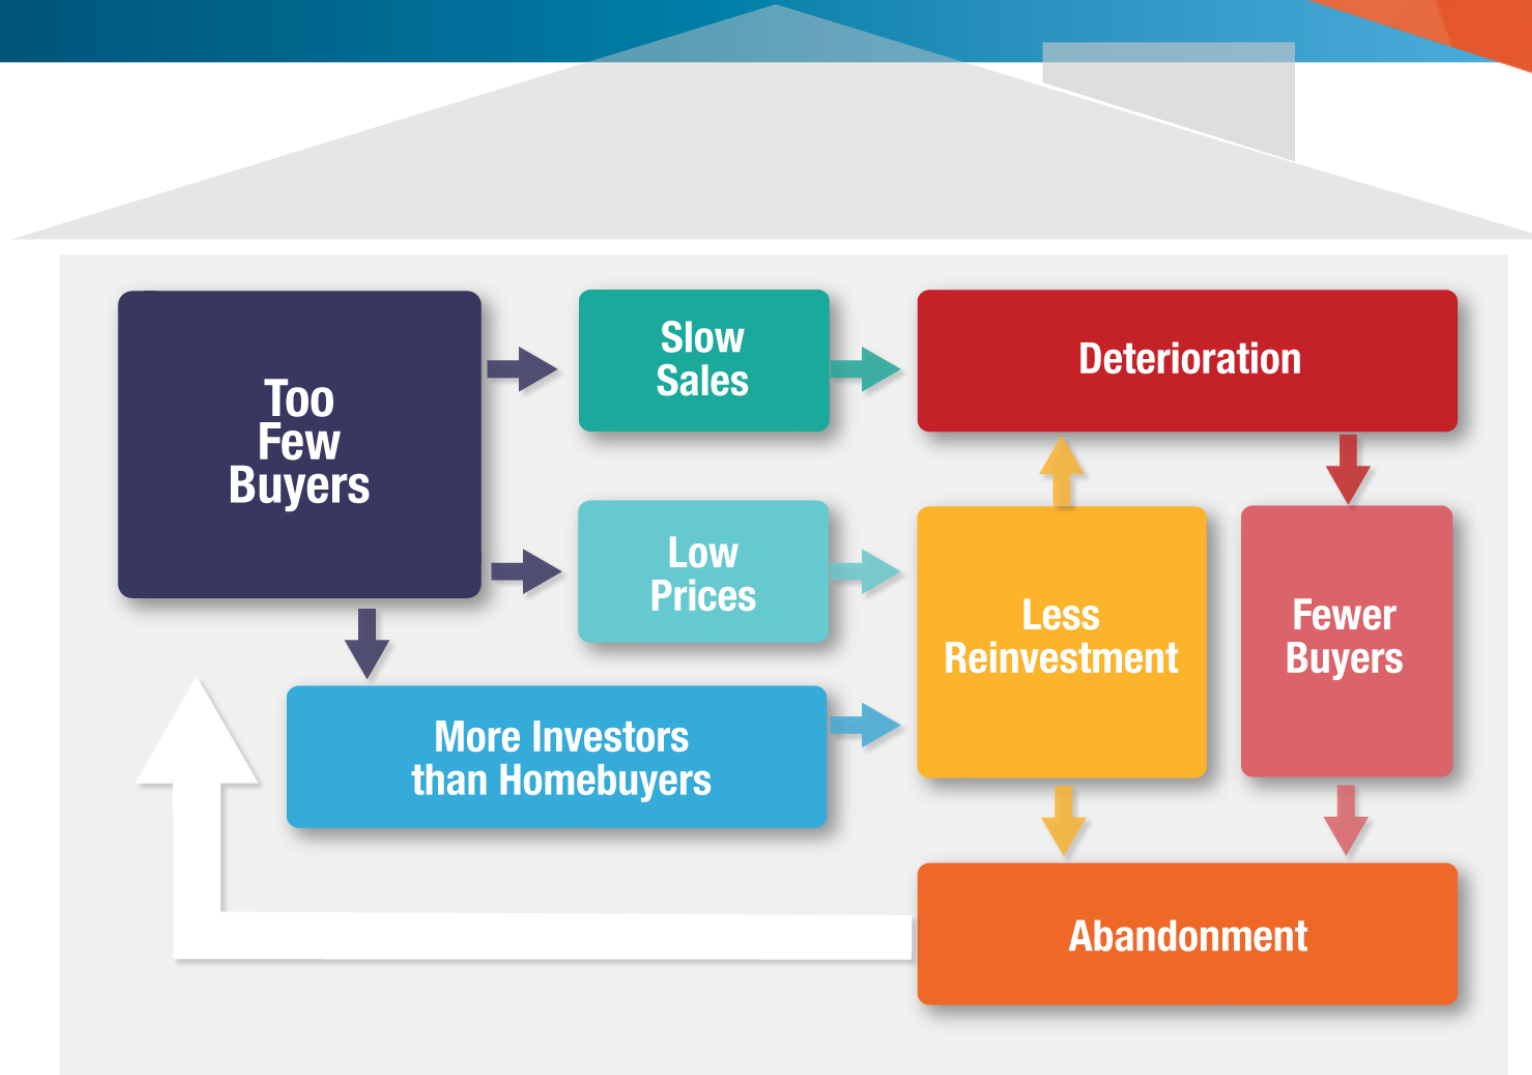 Too
Few
Buyers
Slow
Sales
Deterioration
Low
Prices
Less
Reinvestment
Fewer
Buyers
More Investors
than Homebuyers
Abandonment